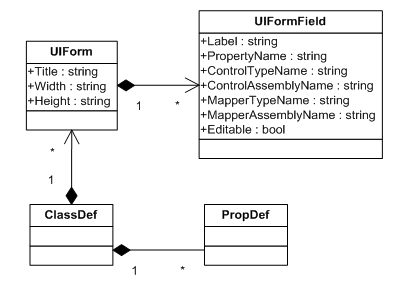 UIForm
+Title : string
+Width : string
+Height : string
UIFormField
+Label : string
+PropertyName : string
+ControlTypeName : string
+ControlAssemblyName : string
+MapperTypeName : string
+MapperAssemblyName : string
+Editable : bool
1
*
*
1
ClassDef
PropDef
1
*